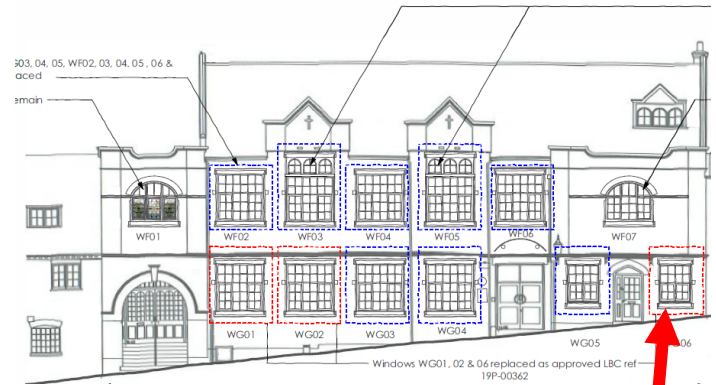 G03, 04, 05, WF02, 03, 04, 05, 06 &
aced
emain
WF01
WF02
WF03
WF04
WF05
WF06
WF07
WG01
WG02
WG03
WG04
WG05
06
Windows WG01, 02 & 06 replaced as approved LBC ref
19P-00362